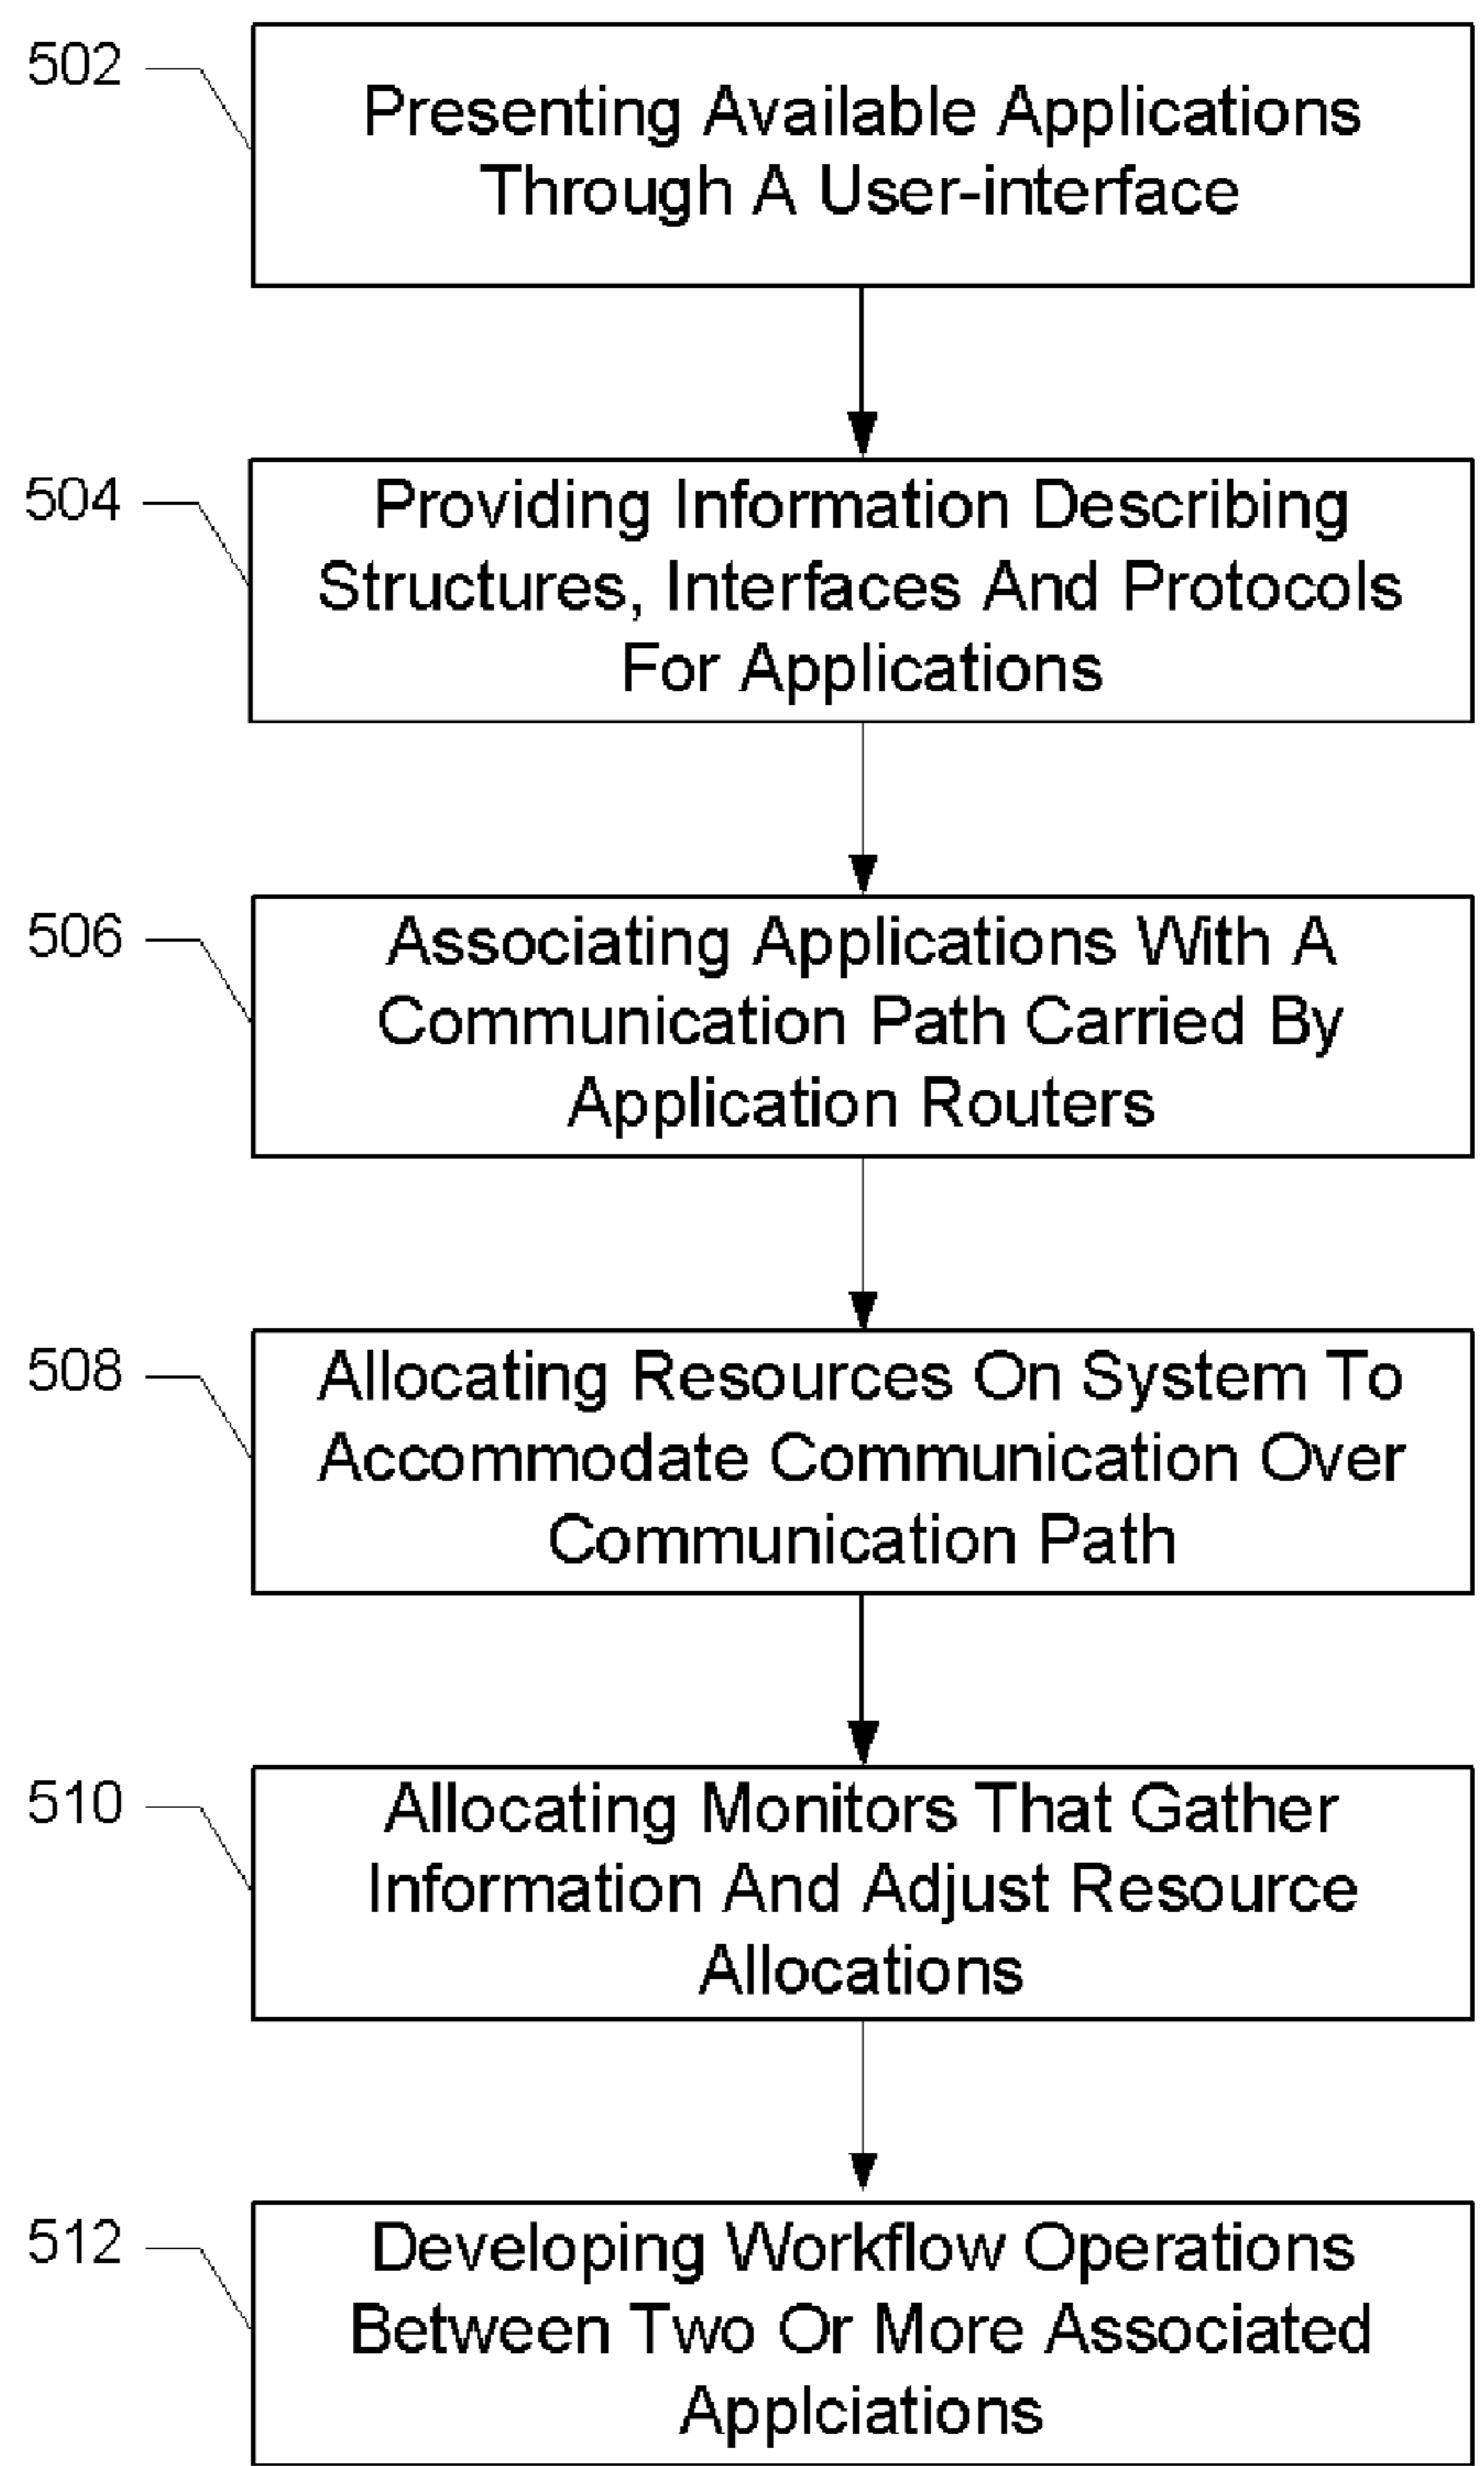 502
Presenting Available Applications
Through A User-interface
504
Providing Information Describing
Structures, Interfaces And Protocols
For Applications
506
Associating Applications With A
Communication Path Carried By
Application Routers
508
Allocating Resources On System To
Accommodate Communication Over
Communication Path
510
Allocating Monitors That Gather
Information And Adjust Resource
Allocations
512
Developing Workflow Operations
Between Two Or More Associated
Applciations